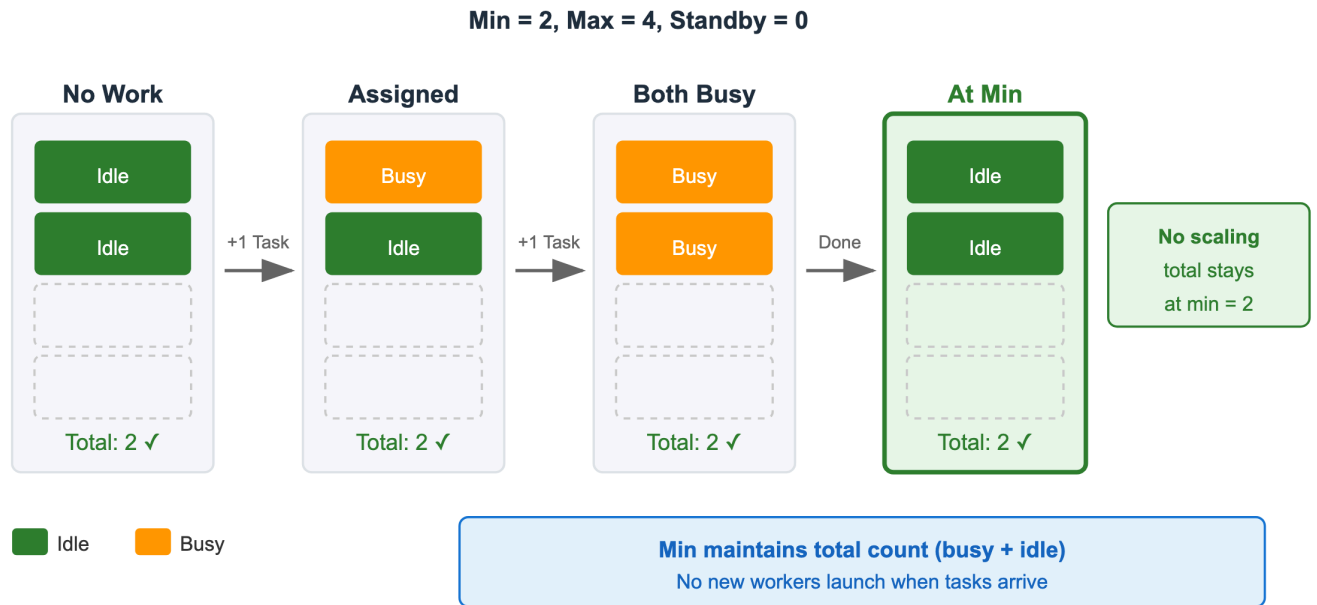 Min = 2, Max = 4, Standby = 0
No Work
Idle
Idle
Total: 2 ✓
+1 Task
Assigned
Busy
Idle
Total: 2 ✓
+1 Task
Both Busy
Busy
Busy
Total: 2 ✓
Done
At Min
Idle
Idle
Total: 2 ✓
No scaling
total stays
at min = 2
Idle
Busy
Min maintains total count (busy + idle)
No new workers launch when tasks arrive